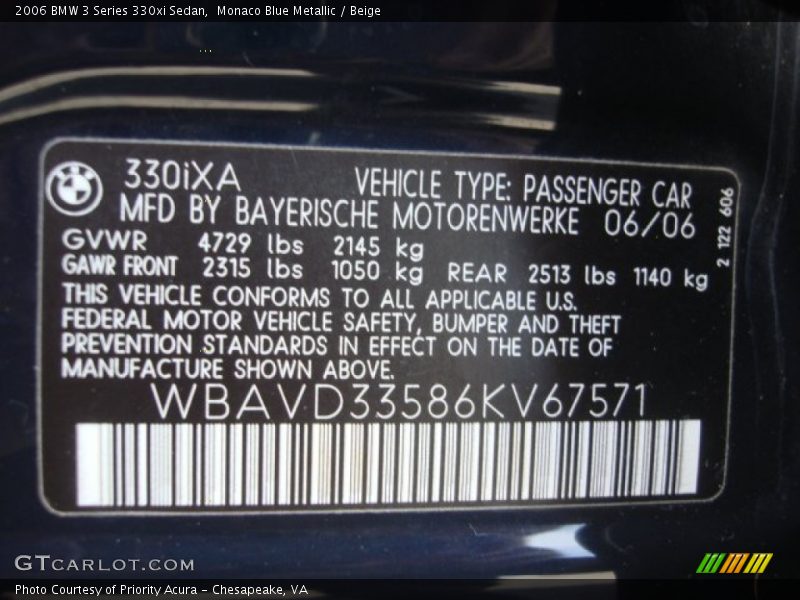 2006 BMW 3 Series 330xi Sedan, Monaco Blue Metallic / Beige
330iXA VEHICLE TYPE: PASSENGER CAR
MFD BY BAYERISCHE MOTORENWERKE 06/06
GVWR 4729 lbs 2145 kg
GAWR FRONT 2315 lbs 1050 kg REAR 2513 lbs 1140 kg
THIS VEHICLE CONFORMS TO ALL APPLICABLE U.S.
FEDERAL MOTOR VEHICLE SAFETY, BUMPER AND THEFT
PREVENTION STANDARDS IN EFFECT ON THE DATE OF
MANUFACTURE SHOWN ABOVE.
WBAVD33586KV67571
2 122 606
GTCARLOT.COM
Photo Courtesy of Priority Acura - Chesapeake, VA